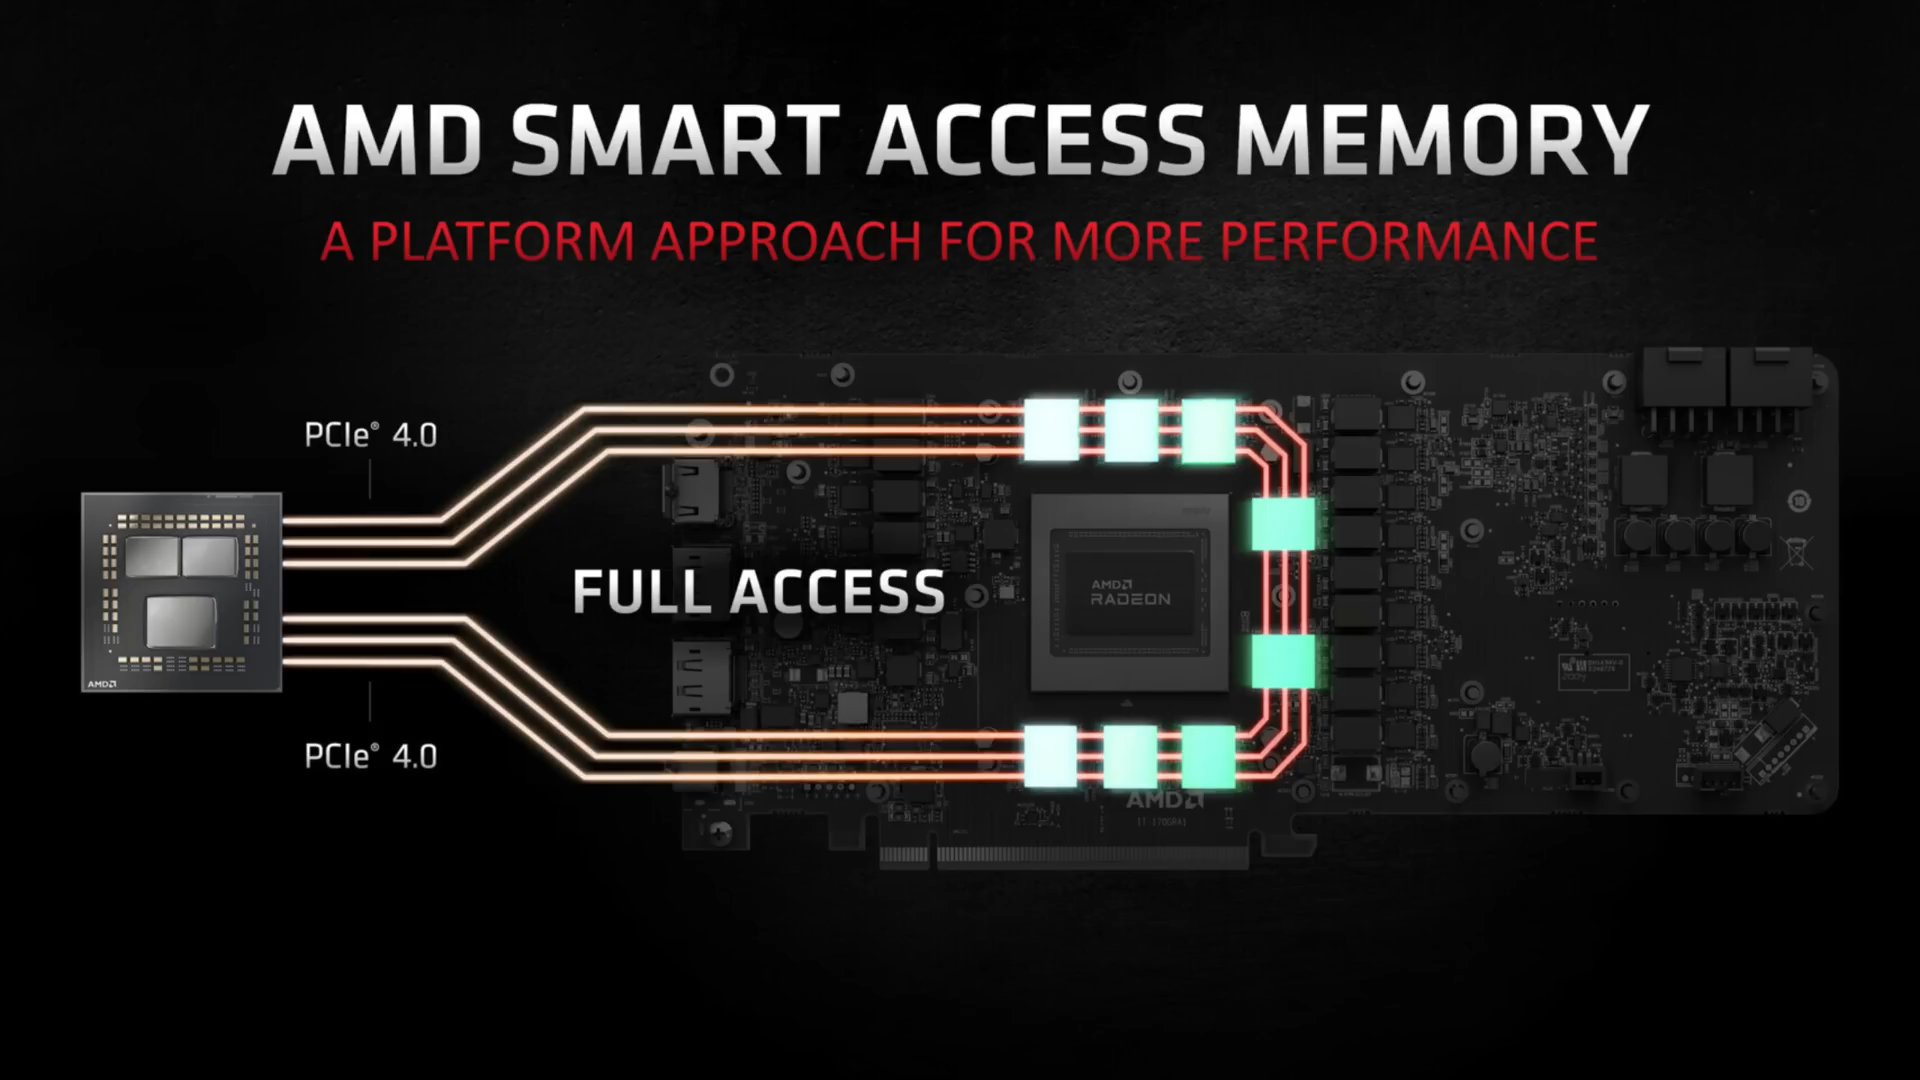 AMD SMART ACCESS MEMORY
A PLATFORM APPROACH FOR MORE PERFORMANCE
PCIe® 4.0
FULL ACCESS
AMD
RADEON
AMD
PCIe® 4.0
AMD